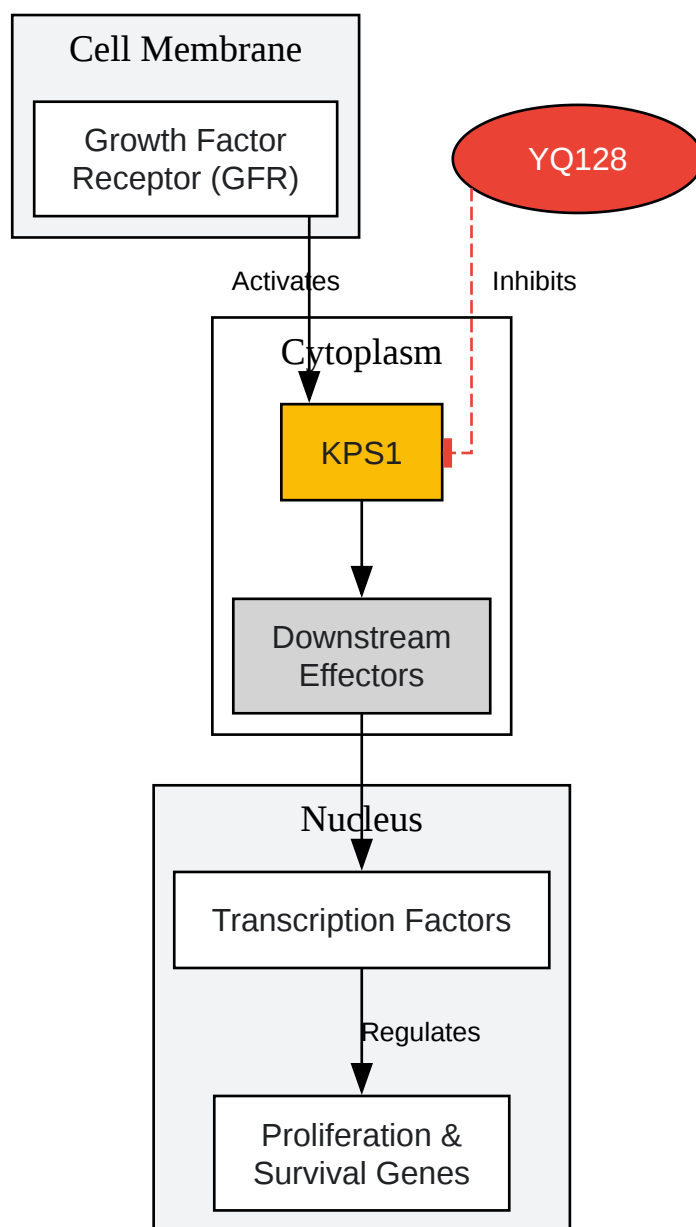 Cell Membrane
Growth Factor
Receptor (GFR)
YQ128
Activates
Inhibits
Cytoplasm
KPS1
Downstream
Effectors
Nucleus
Transcription Factors
Regulates
Proliferation &
Survival Genes